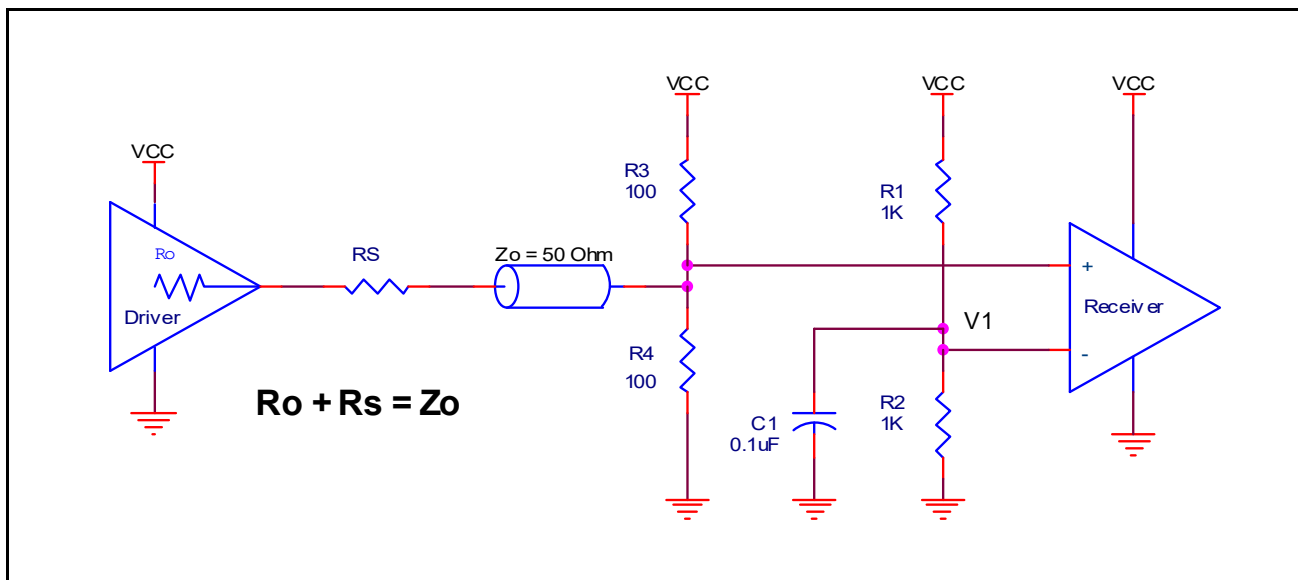 VCC
Ro
Driver
RS
Zo = 50 Ohm
Ro + Rs = Zo
VCC
R3
100
R4
100
VCC
R1
1K
V1
R2
1K
C1
0.1uF
VCC
+
Receiver
-